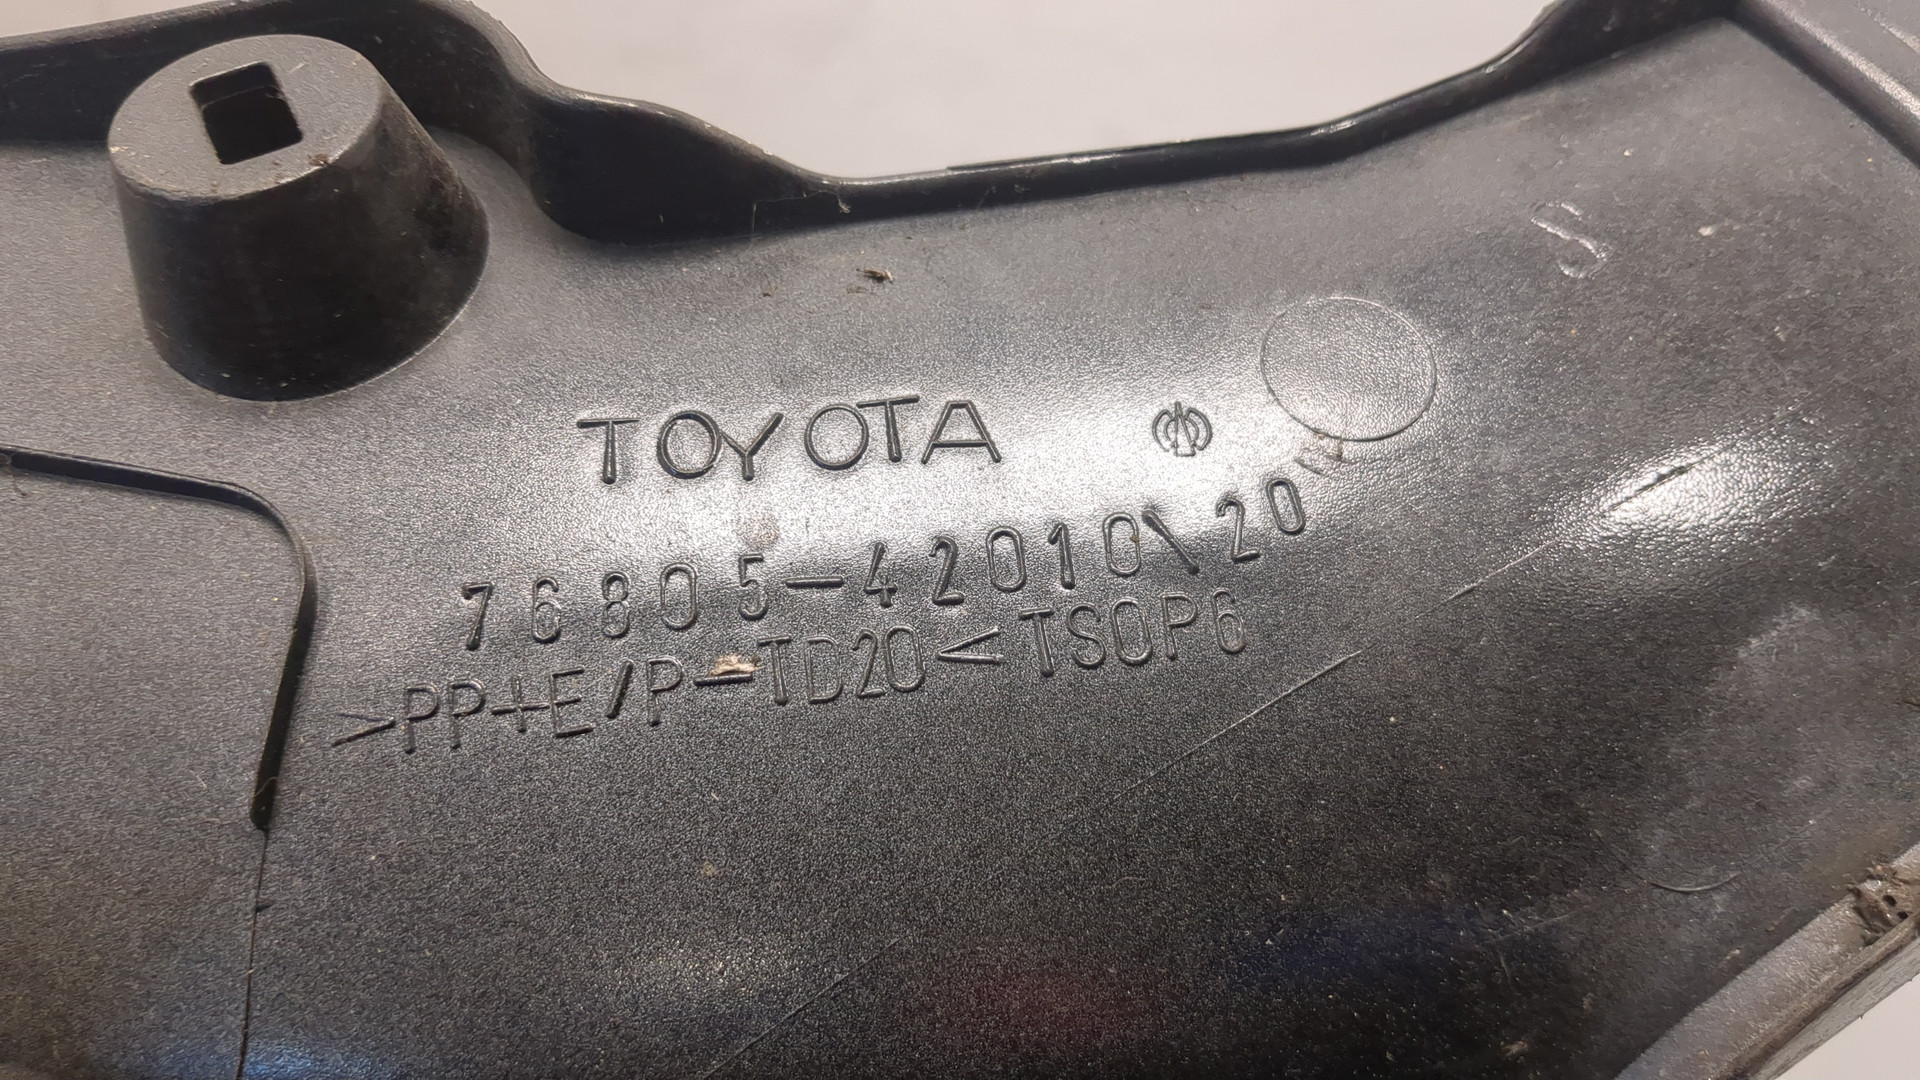 S
TOYOTA
76805-42010\20
>PP+E/P-TD20< TSOP6